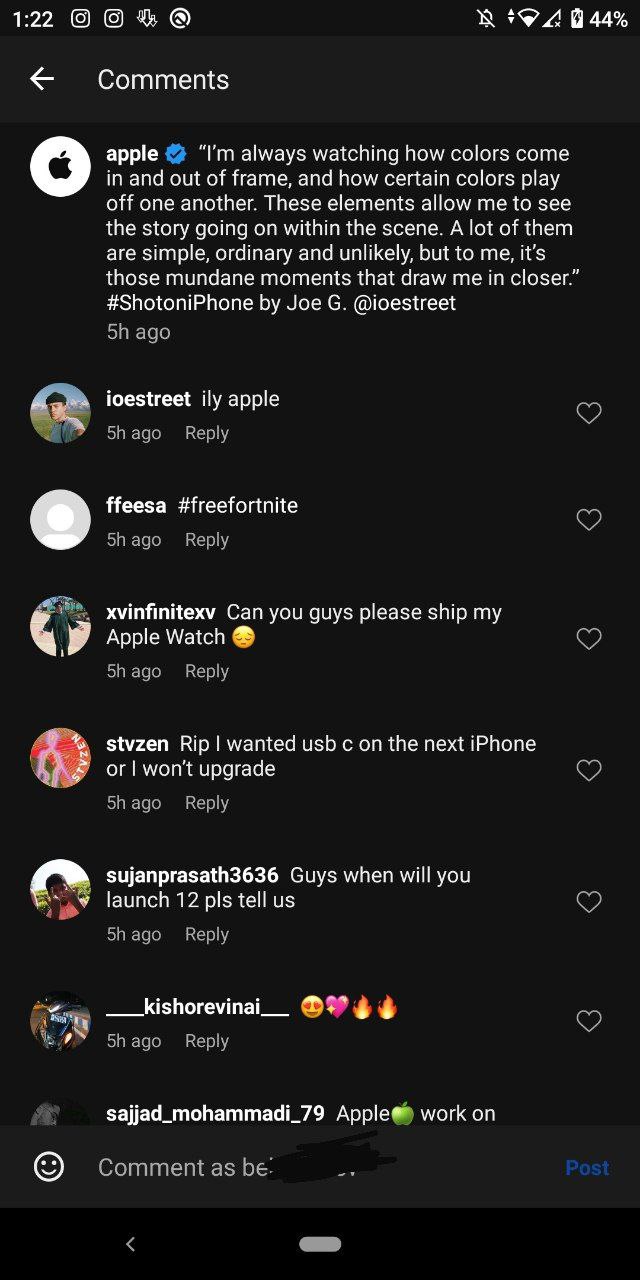 1:22 44%
Comments
apple “I’m always watching how colors come
in and out of frame, and how certain colors play
off one another. These elements allow me to see
the story going on within the scene. A lot of them
are simple, ordinary and unlikely, but to me, it’s
those mundane moments that draw me in closer.”
#ShotoniPhone by Joe G. @ioestreet
5h ago
ioestreet ily apple
5h ago Reply
ffeesa #freefortnite
5h ago Reply
xvinfinitexv Can you guys please ship my
Apple Watch 😔
5h ago Reply
STVZEN
stvzen Rip I wanted usb c on the next iPhone
or I won’t upgrade
5h ago Reply
sujanprasath3636 Guys when will you
launch 12 pls tell us
5h ago Reply
____kishorevinai___ 😍💖🔥🔥
5h ago Reply
sajjad_mohammadi_79 Apple🍏 work on
Comment as
Post